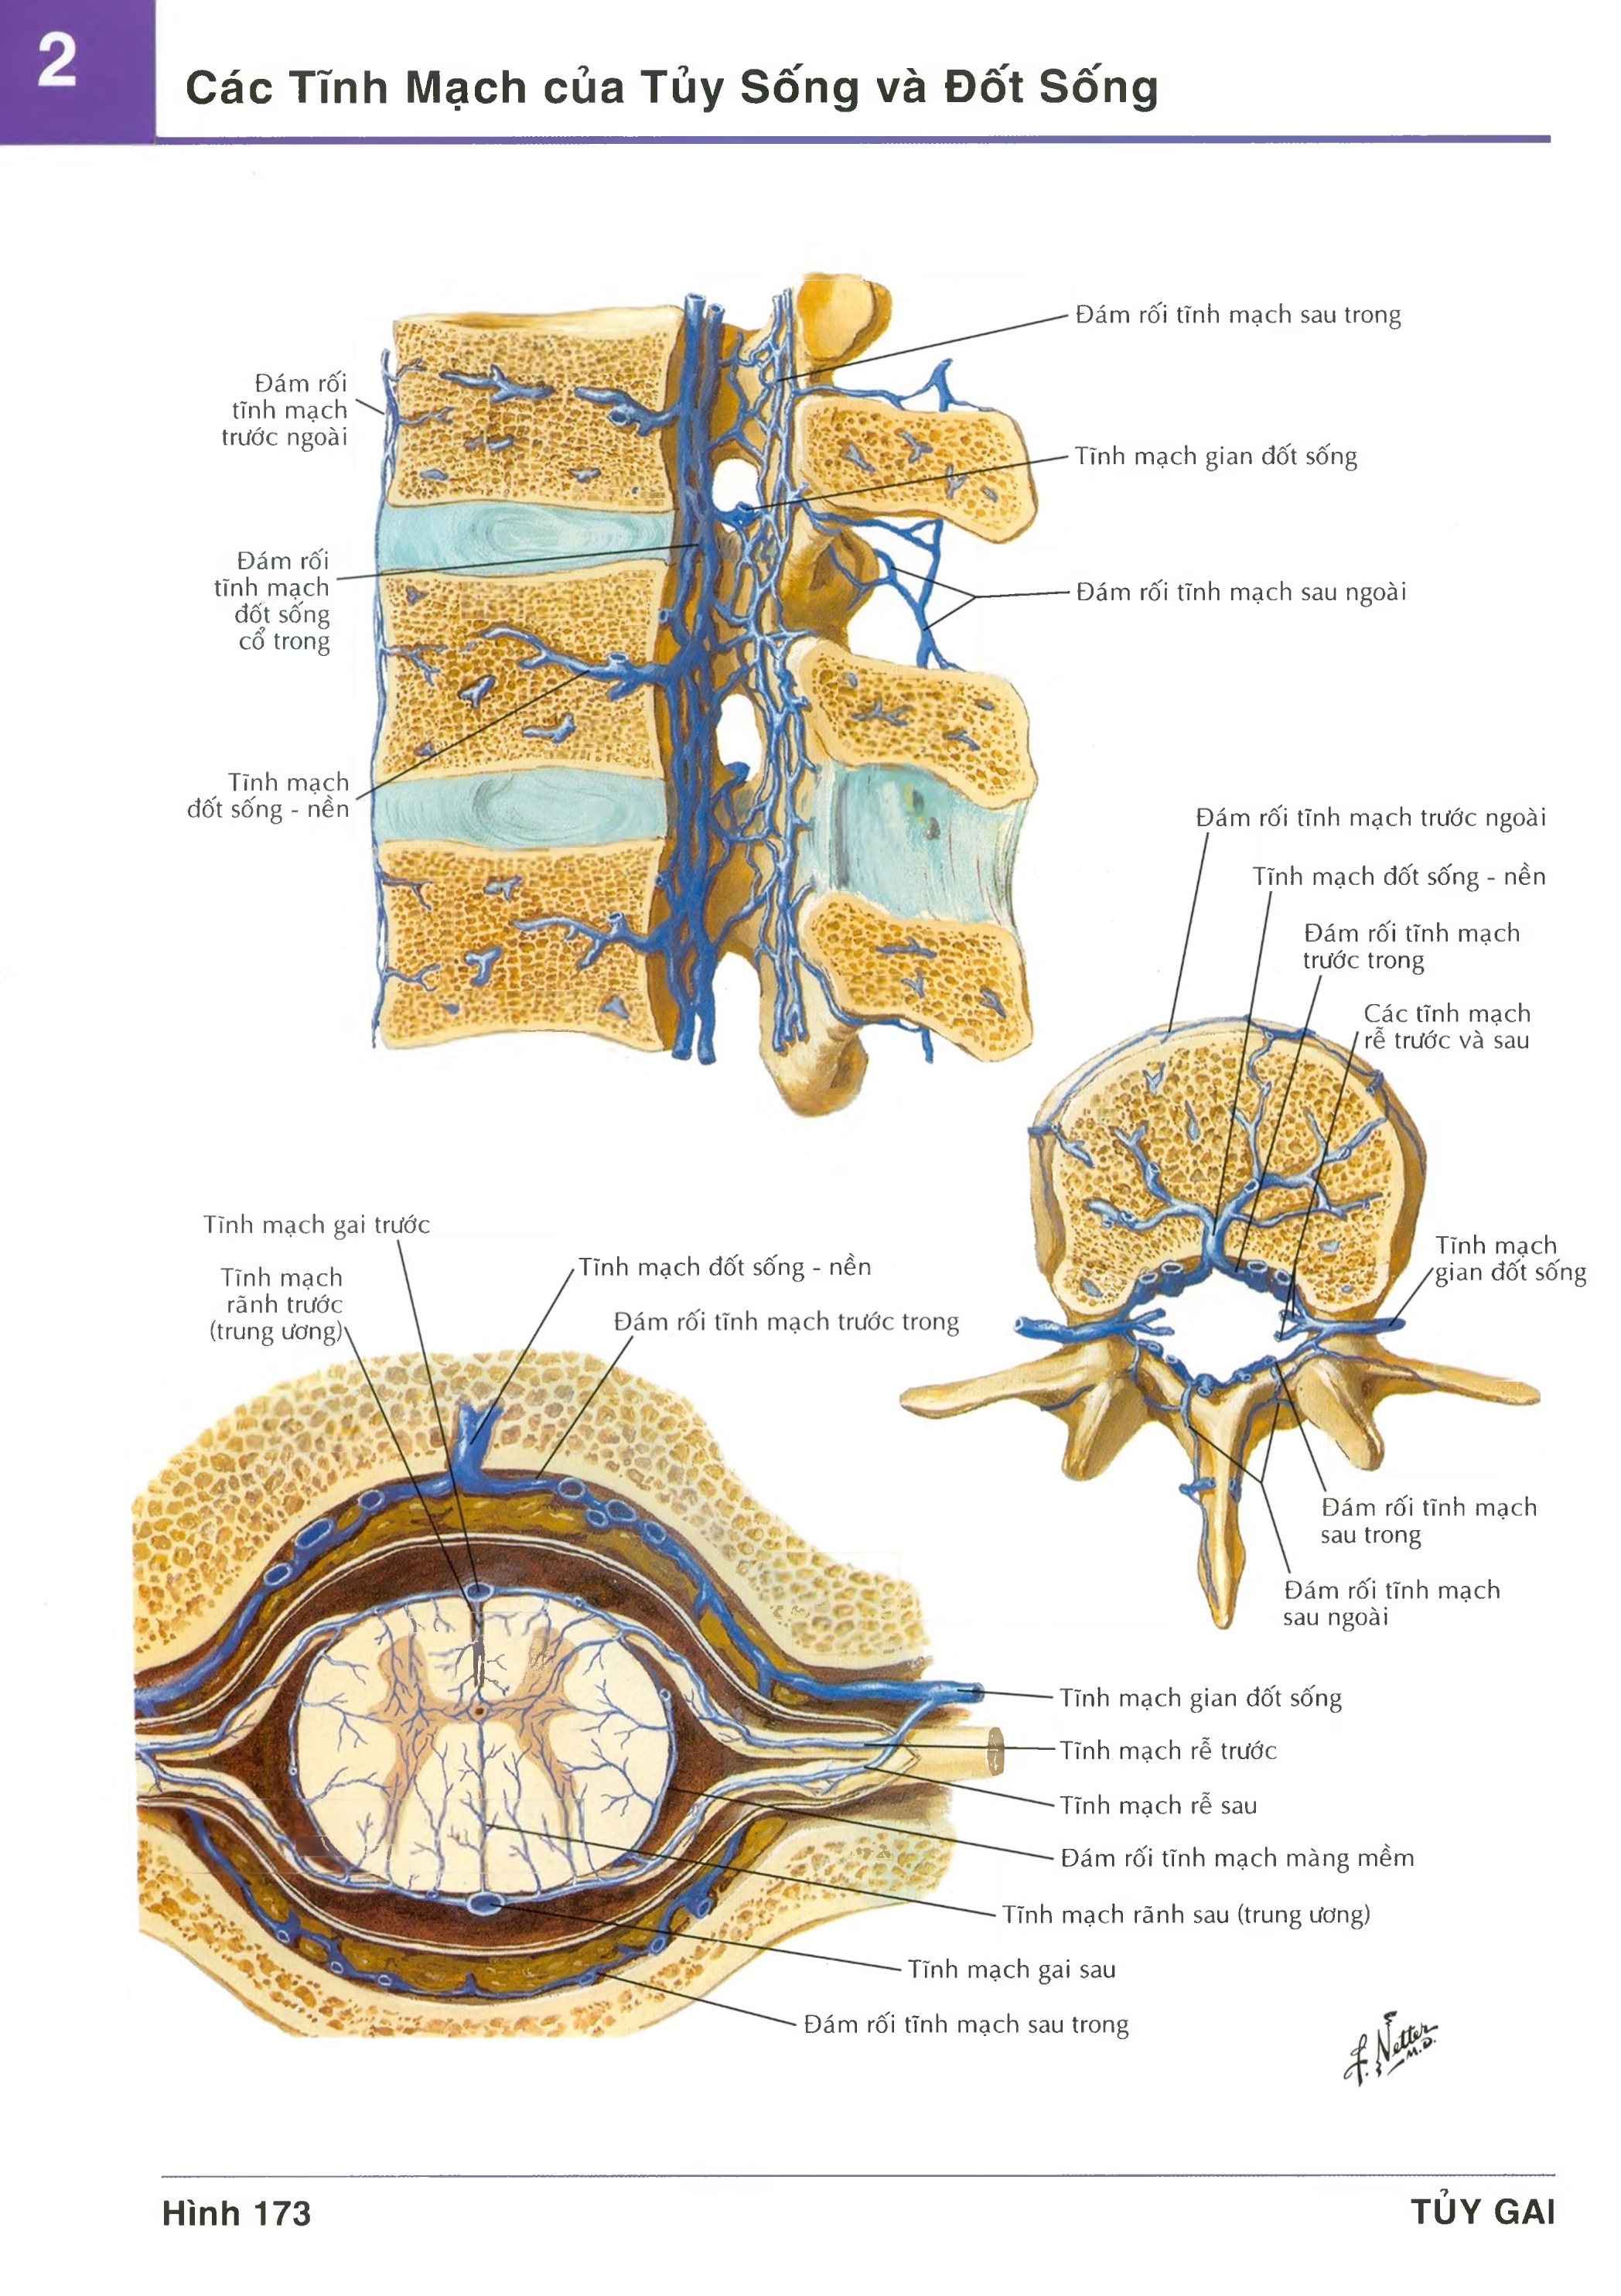 2
Các Tĩnh Mạch của Tủy Sống và Đốt Sống
Đám rối tĩnh mạch sau trong
Đám rối
tĩnh mạch
trước ngoài
Tĩnh mạch gian đốt sống
Đám rối
tĩnh mạch
đốt sống
cổ trong
Đám rối tĩnh mạch sau ngoài
Tĩnh mạch
đốt sống - nền
Đám rối tĩnh mạch trước ngoài
Tĩnh mạch đốt sống - nền
Đám rối tĩnh mạch
trước trong
Các tĩnh mạch
rễ trước và sau
Tĩnh mạch
gian đốt sống
Đám rối tĩnh mạch
sau trong
Đám rối tĩnh mạch
sau ngoài
Tĩnh mạch gai trước
Tĩnh mạch
rãnh trước
(trung ương)
Tĩnh mạch đốt sống - nền
Đám rối tĩnh mạch trước trong
Tĩnh mạch gian đốt sống
Tĩnh mạch rễ trước
Tĩnh mạch rễ sau
Đám rối tĩnh mạch màng mềm
Tĩnh mạch rãnh sau (trung ương)
Tĩnh mạch gai sau
Đám rối tĩnh mạch sau trong
F. Netter
M.D.
Hình 173
TỦY GAI